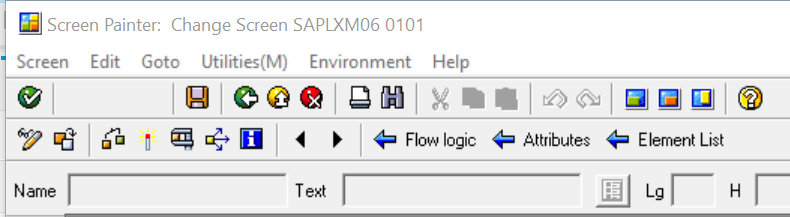 Screen Painter: Change Screen SAPLXM06 0101
Screen Edit Goto Utilities(M) Environment Help
Flow logic Attributes Element List
Name Text Lg H